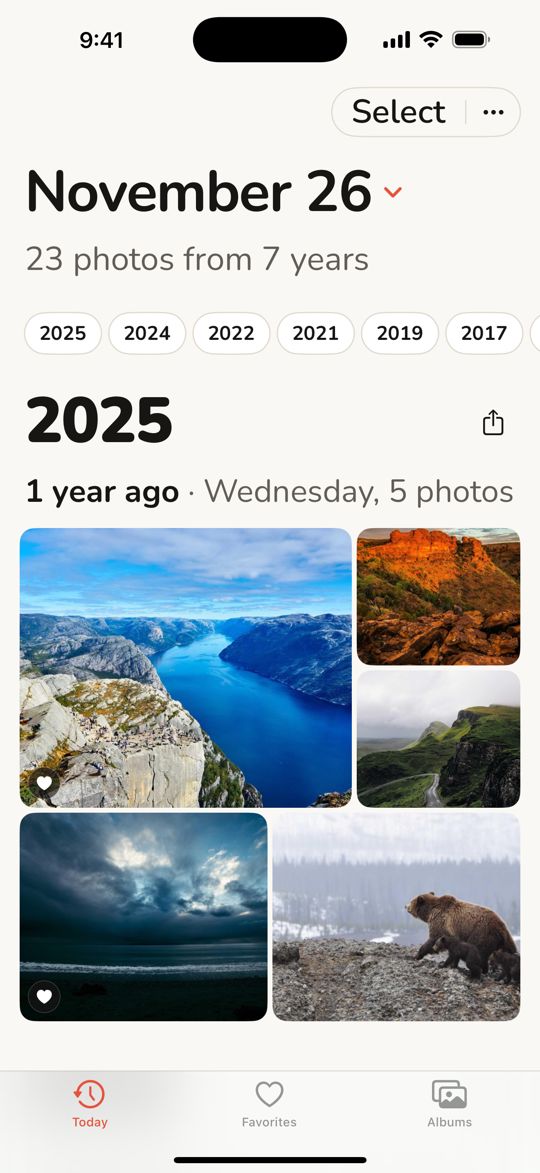 9:41
Select
November 26
23 photos from 7 years
2025 2024 2022 2021 2019 2017
2025
1 year ago · Wednesday, 5 photos
Today Favorites Albums